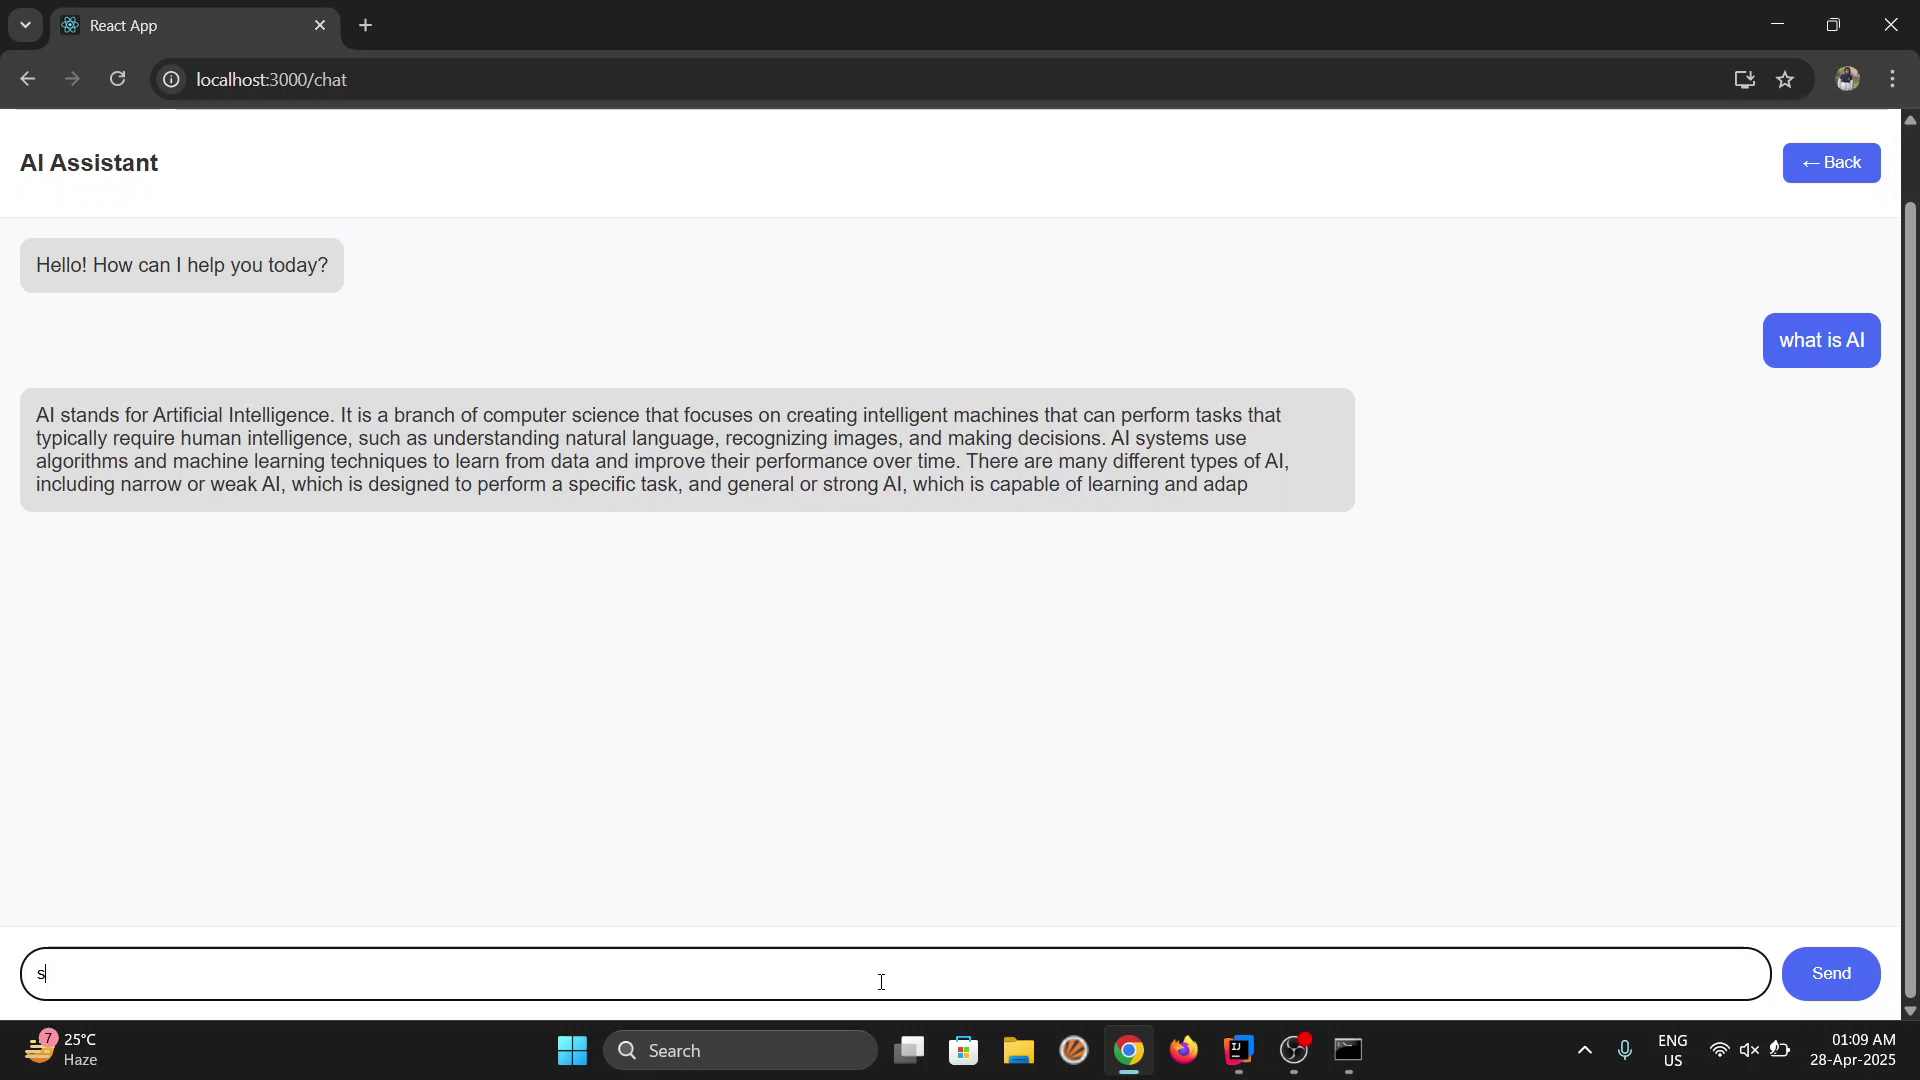 React App
localhost:3000/chat
AI Assistant
← Back
Hello! How can I help you today?
what is AI
AI stands for Artificial Intelligence. It is a branch of computer science that focuses on creating intelligent machines that can perform tasks that
typically require human intelligence, such as understanding natural language, recognizing images, and making decisions. AI systems use
algorithms and machine learning techniques to learn from data and improve their performance over time. There are many different types of AI,
including narrow or weak AI, which is designed to perform a specific task, and general or strong AI, which is capable of learning and adap
s
Send
7
25°C
Haze
Search
IJ
ENG
US
01:09 AM
28-Apr-2025